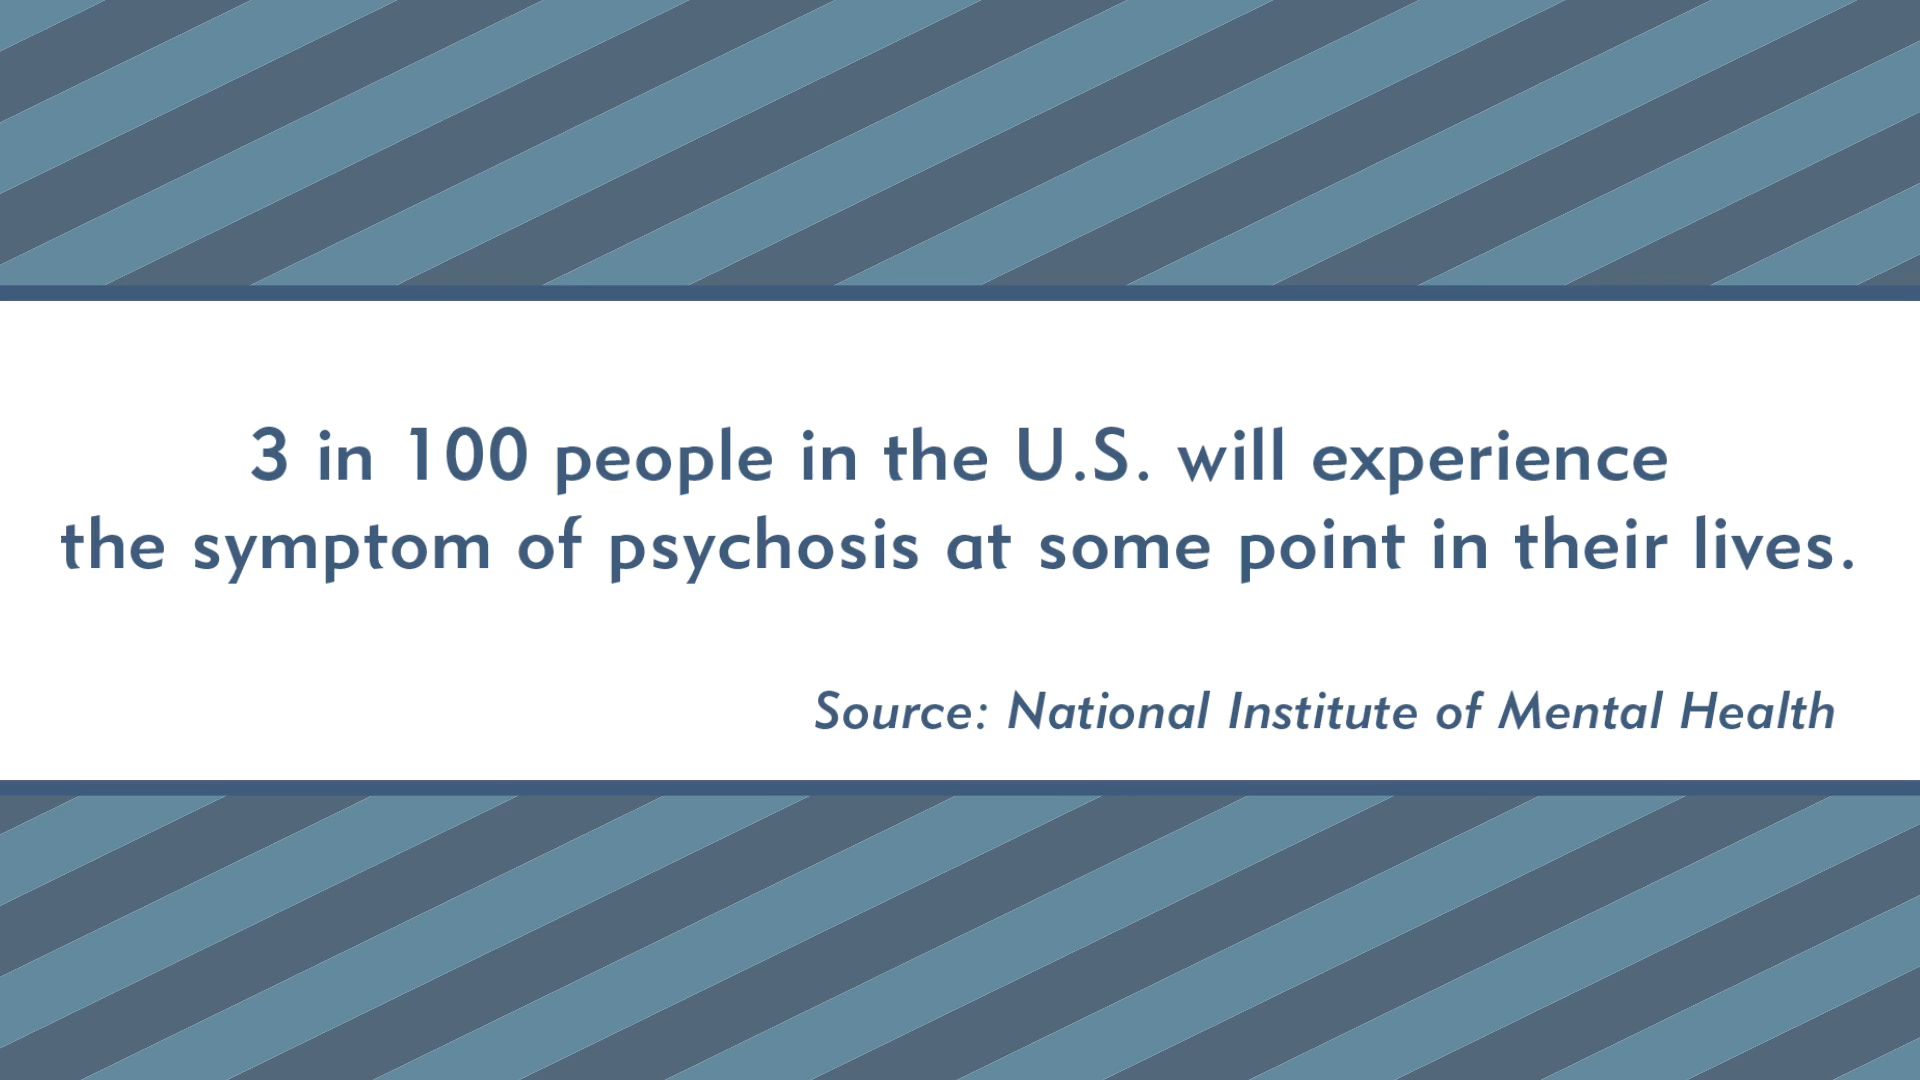 3 in 100 people in the U.S. will experience
the symptom of psychosis at some point in their lives.
Source: National Institute of Mental Health